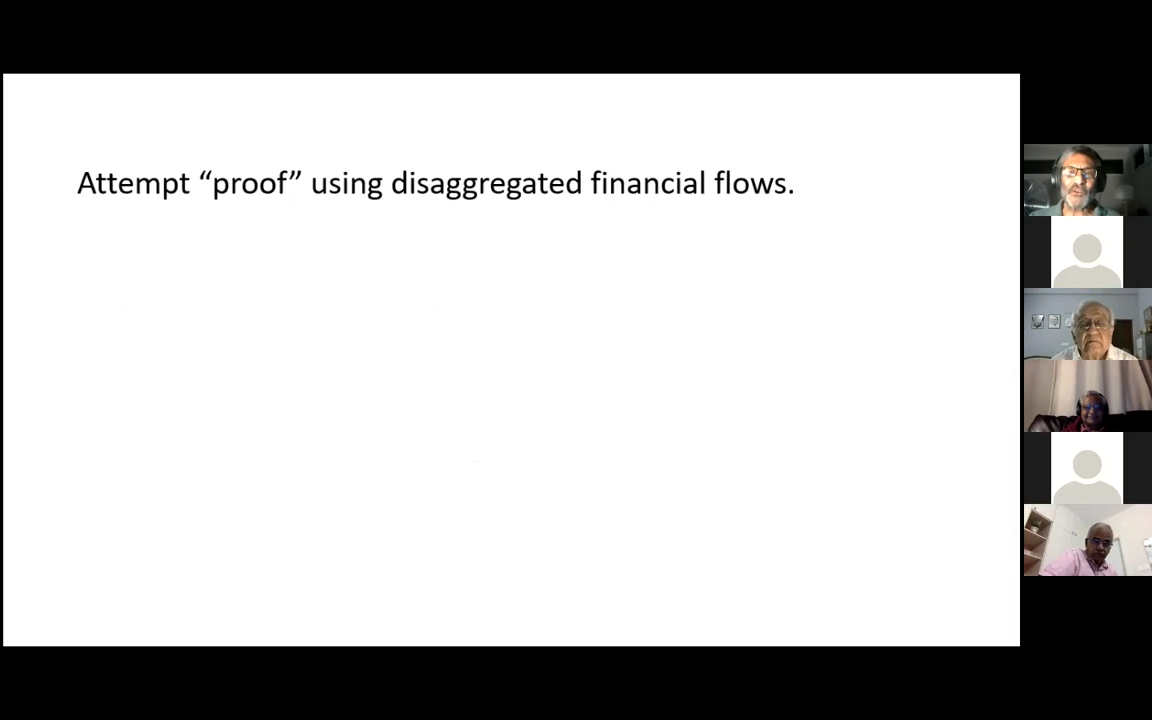 Attempt “proof” using disaggregated financial flows.